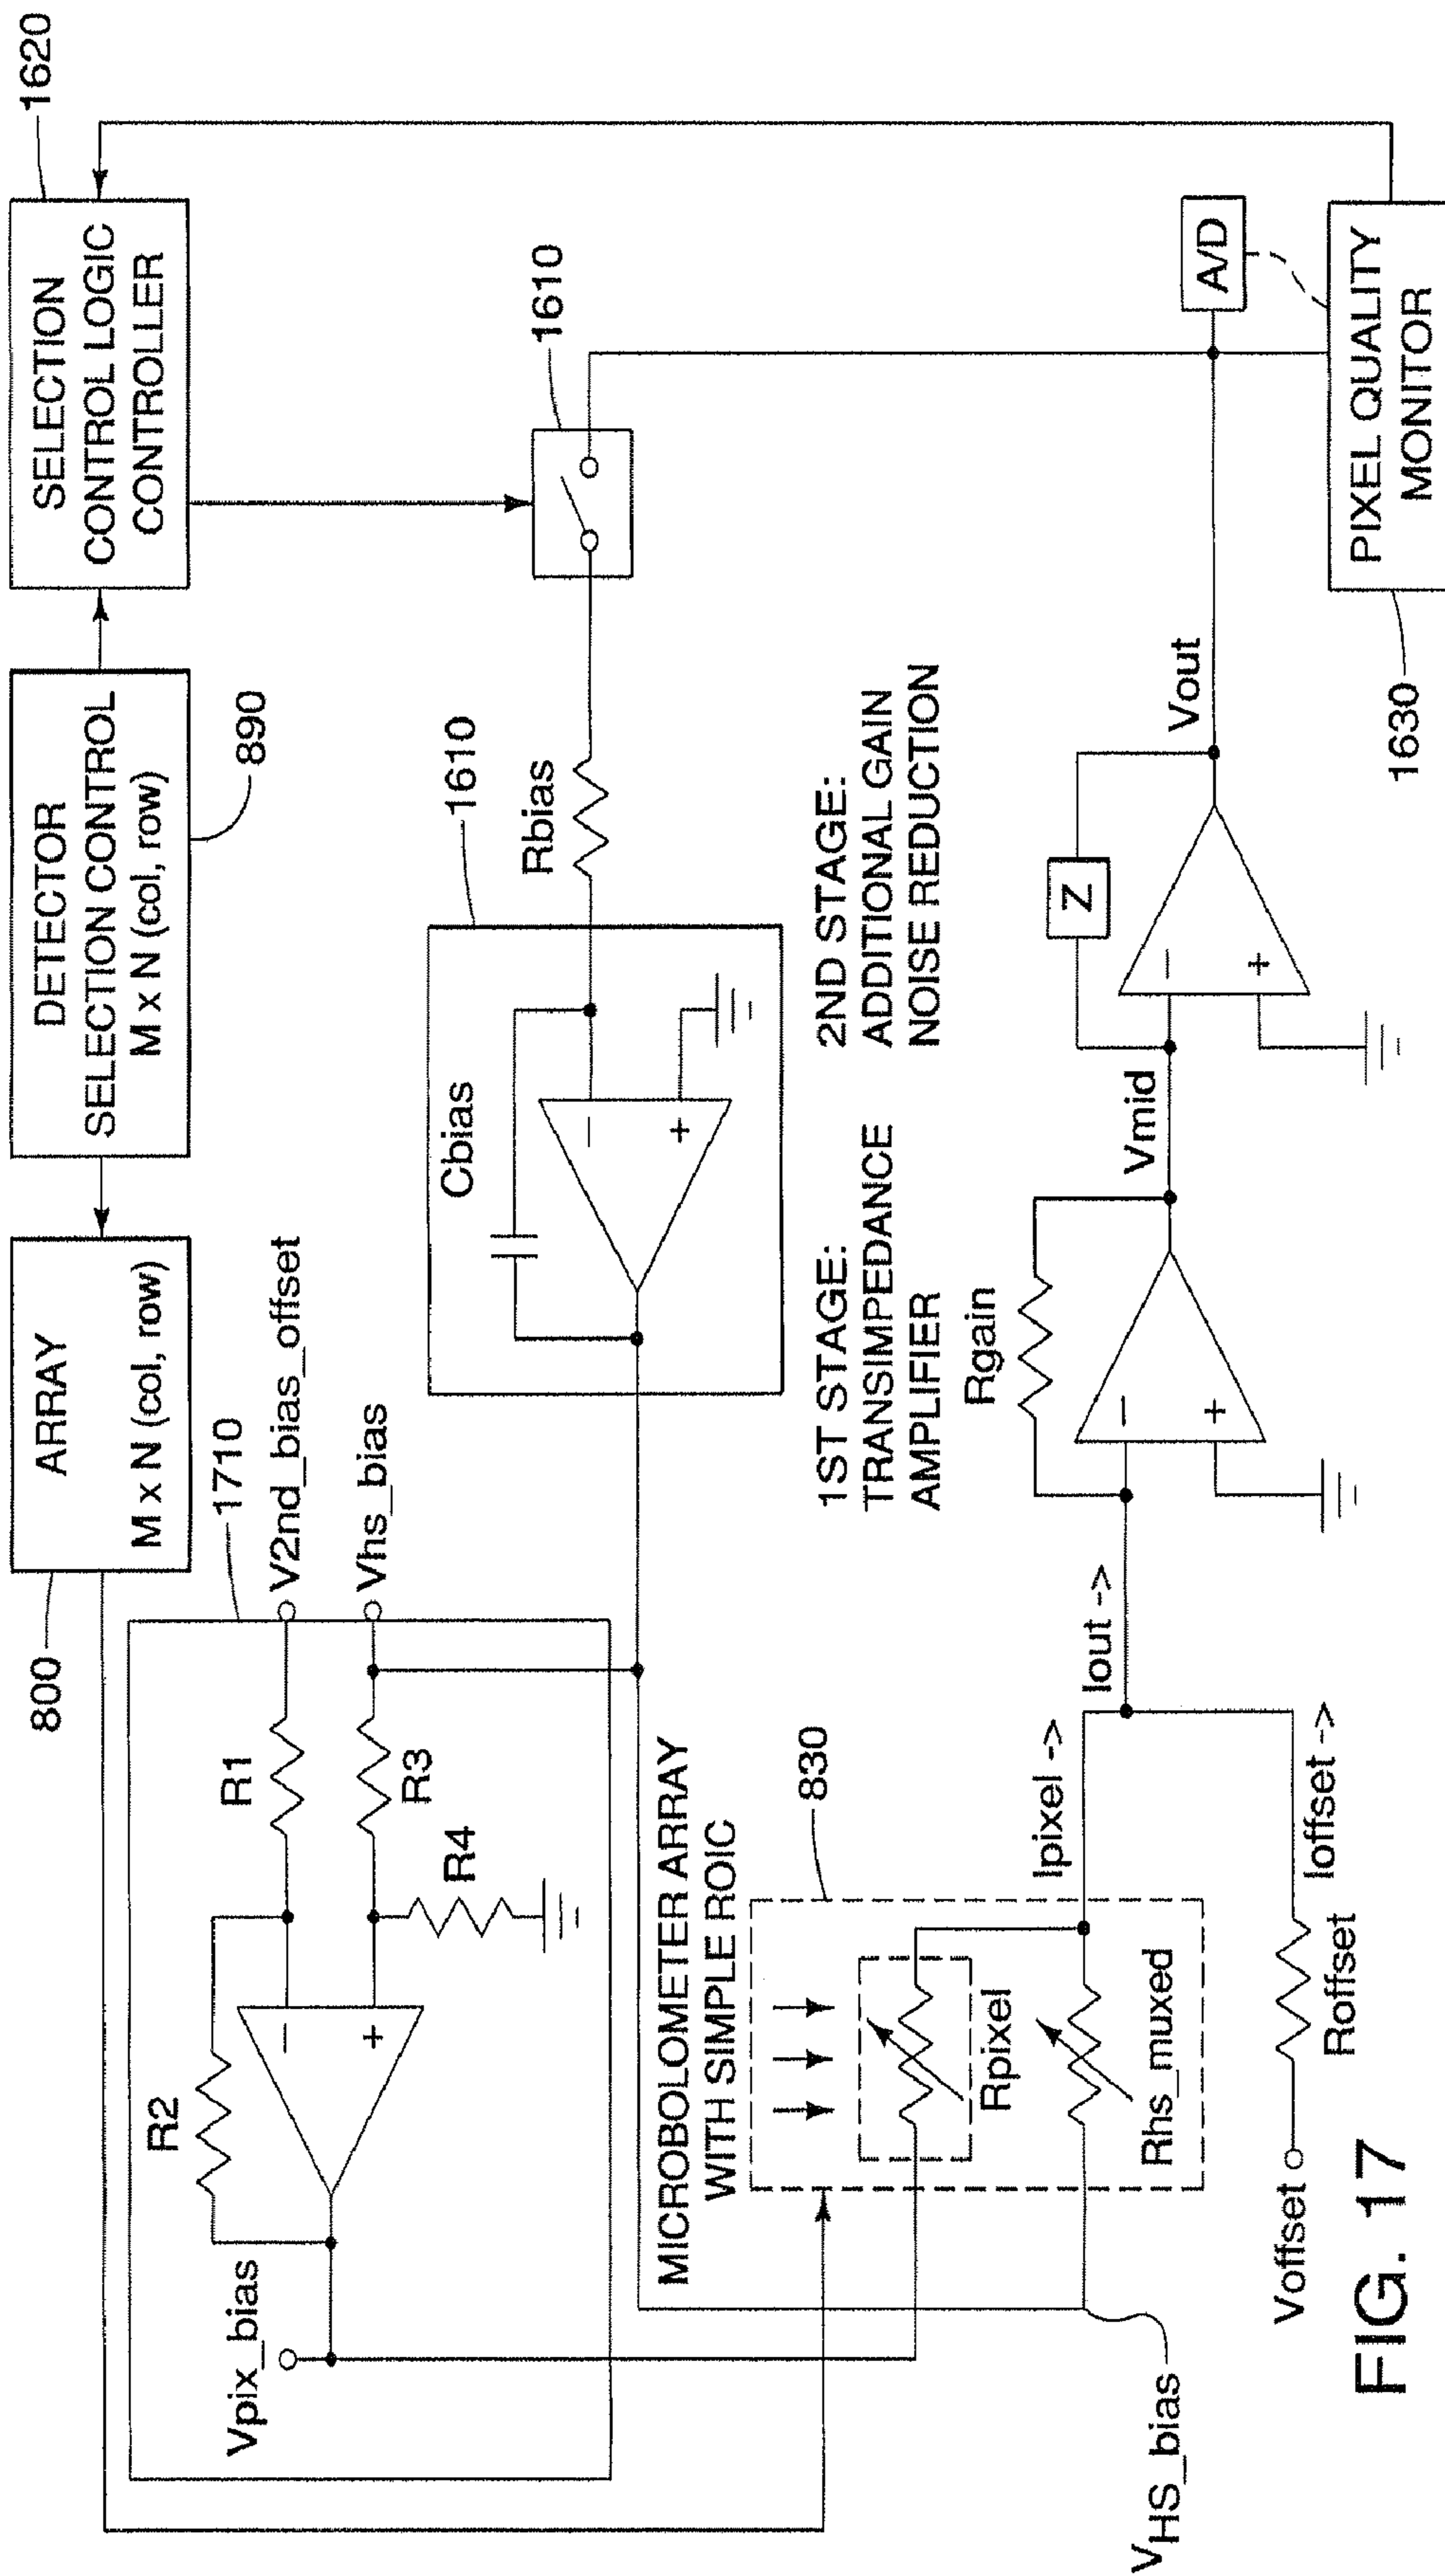 800
ARRAY
M x N (col, row)
DETECTOR
SELECTION CONTROL
M x N (col, row)
890
SELECTION
CONTROL LOGIC
CONTROLLER
1620
1710
V2nd_bias_offset
Vhs_bias
R1
R2
R3
R4
−
+
Vpix_bias
Cbias
−
+
1610
Rbias
1610
MICROBOLOMETER ARRAY
WITH SIMPLE ROIC
830
Rpixel
Rhs_muxed
VHS_bias
Ipixel ->
Iout ->
Ioffset ->
Voffset
Roffset
1ST STAGE:
TRANSIMPEDANCE
AMPLIFIER
Rgain
−
+
Vmid
2ND STAGE:
ADDITIONAL GAIN
NOISE REDUCTION
Z
−
+
Vout
A/D
PIXEL QUALITY
MONITOR
1630
FIG. 17